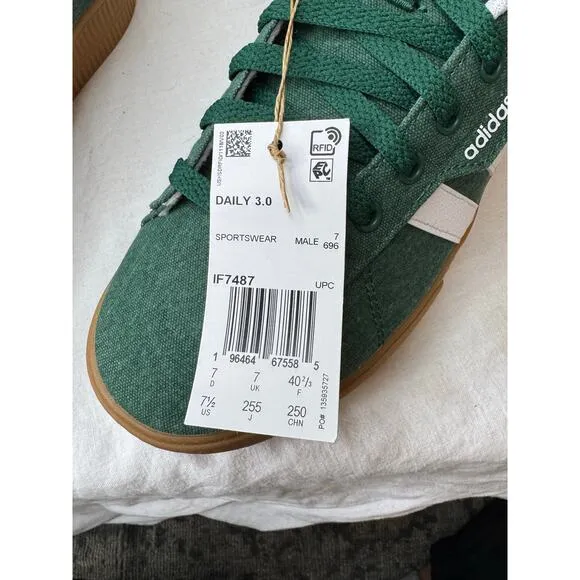 adidas
RFID
DAILY 3.0
SPORTSWEAR MALE 7
696
IF7487 UPC
1 96464 67558 5
7 7 40 2/3
D UK F
7½ 255 250
US J CHN
PO# 135935727